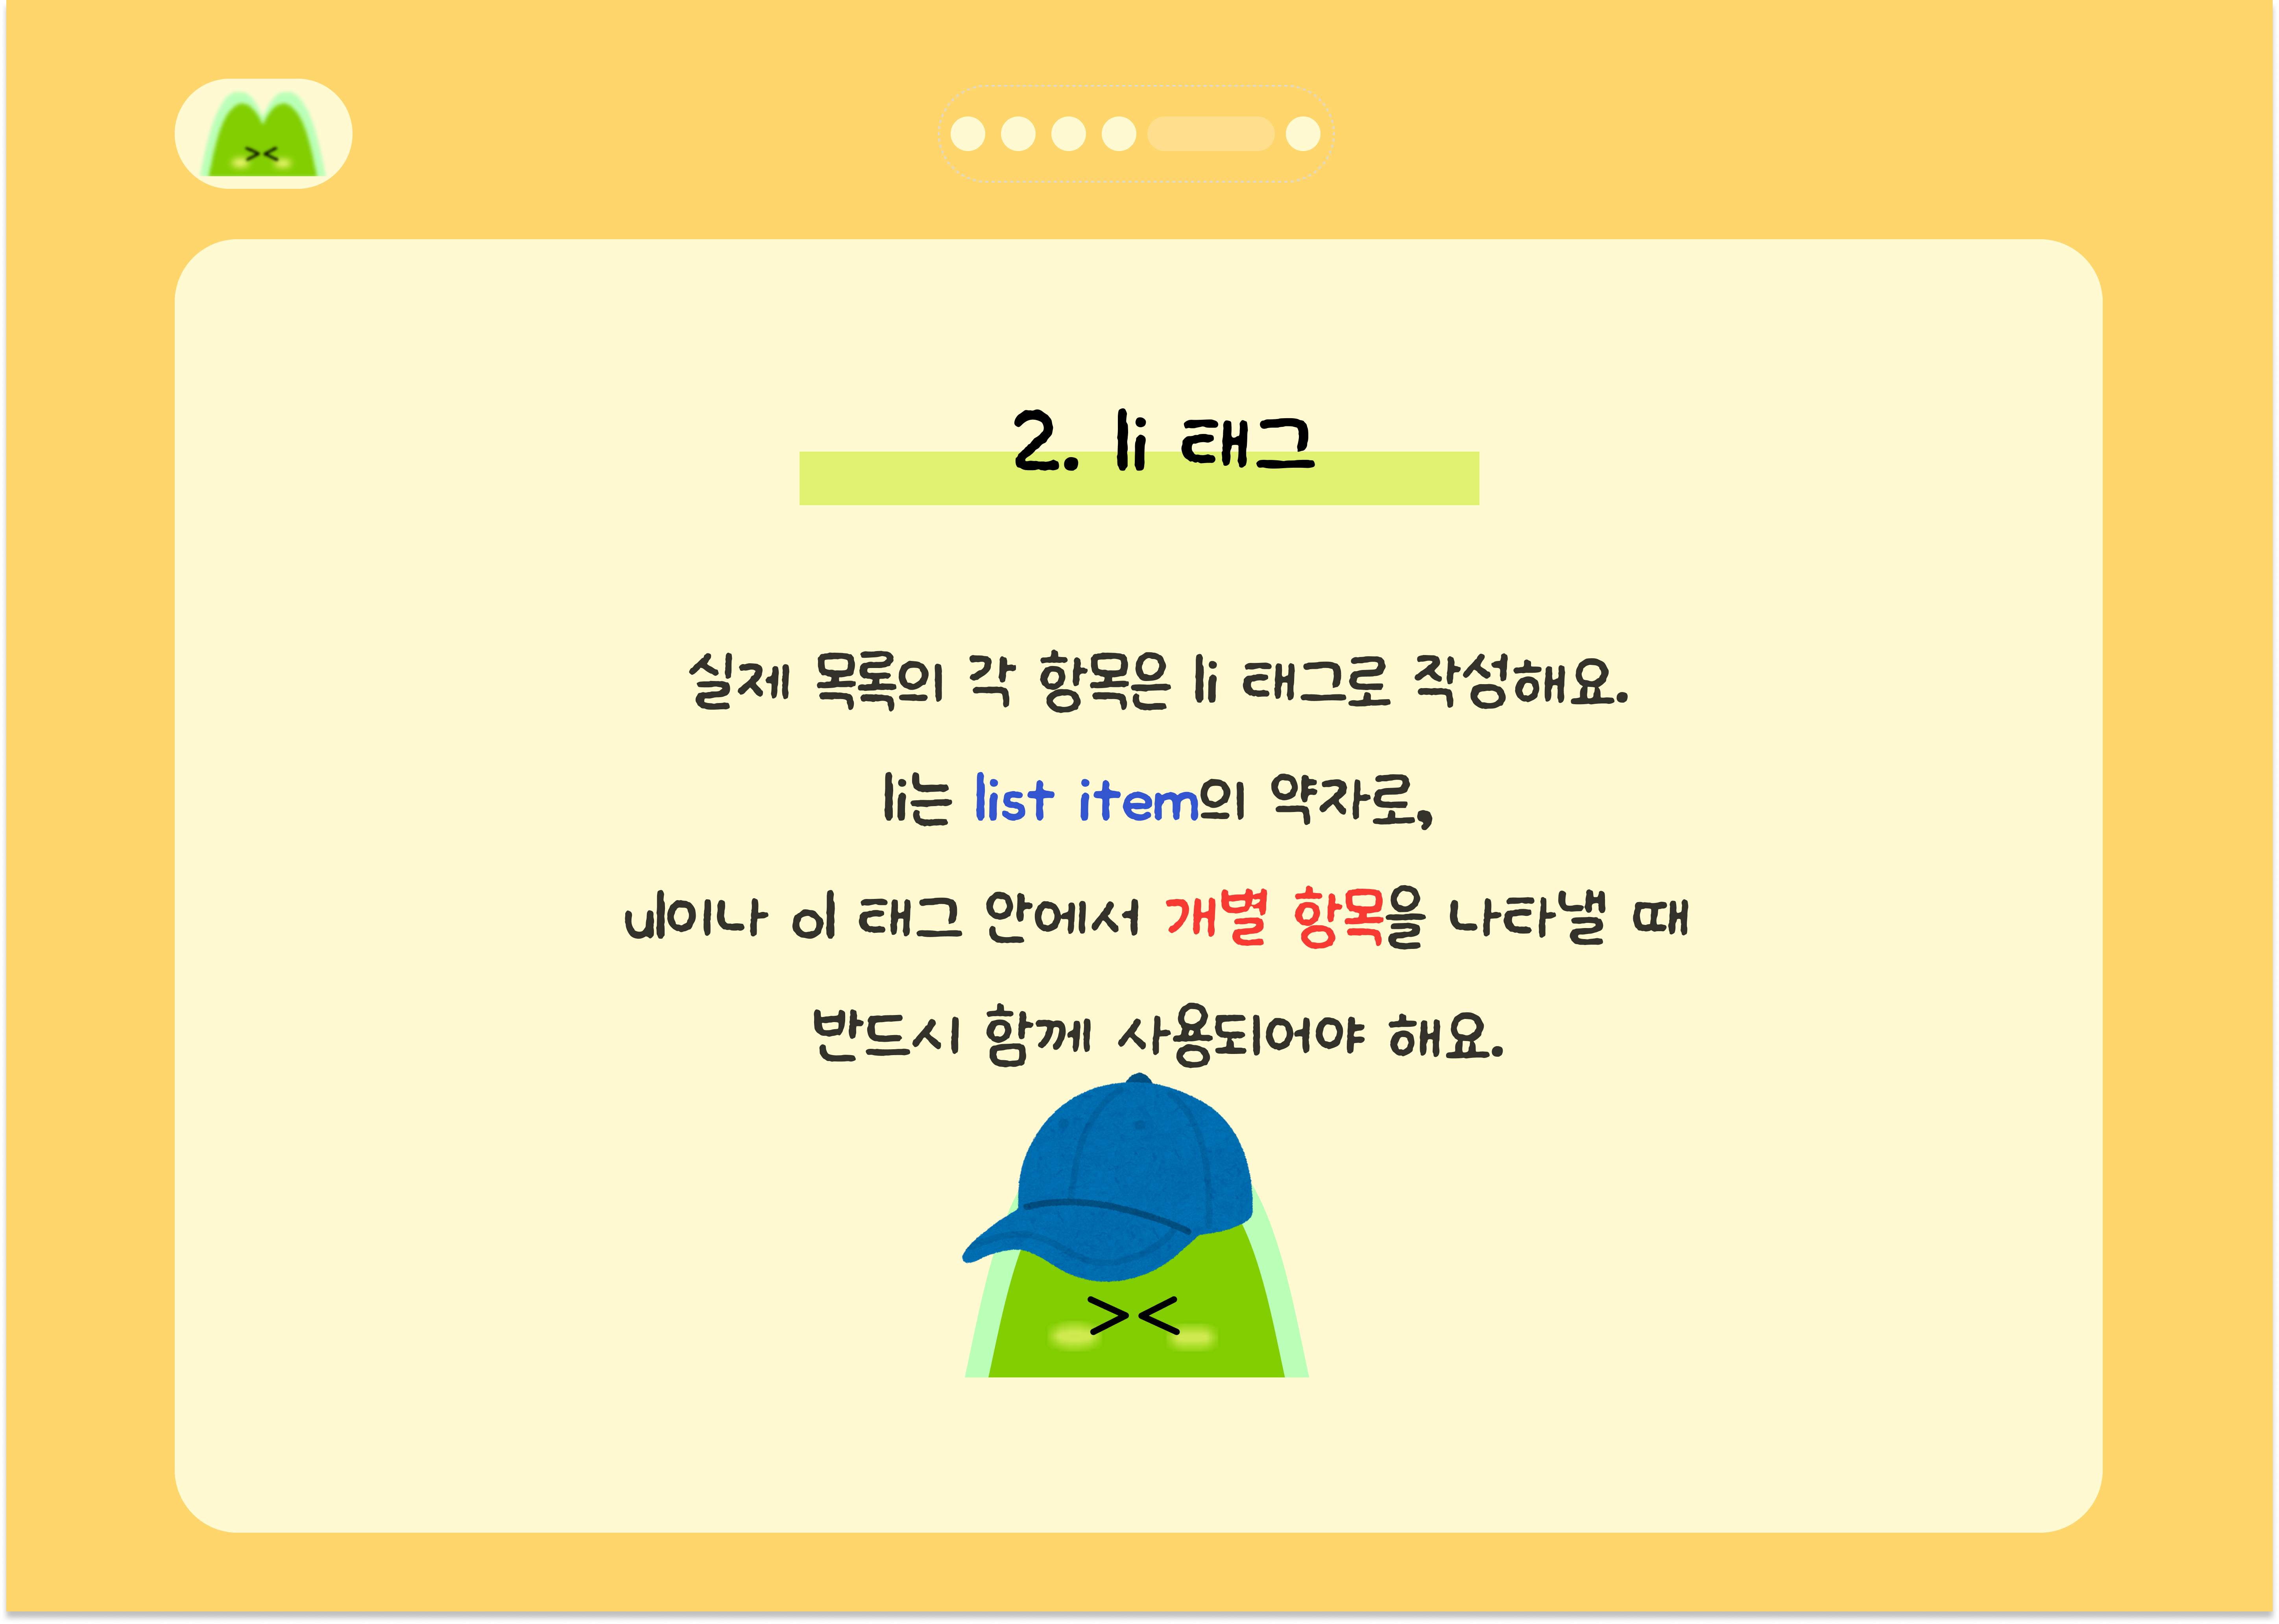 2. li 태그
실제 목록의 각 항목은 li 태그로 작성해요.
li는 list item의 약자로,
ul이나 ol 태그 안에서 개별 항목을 나타낼 때
반드시 함께 사용되어야 해요.